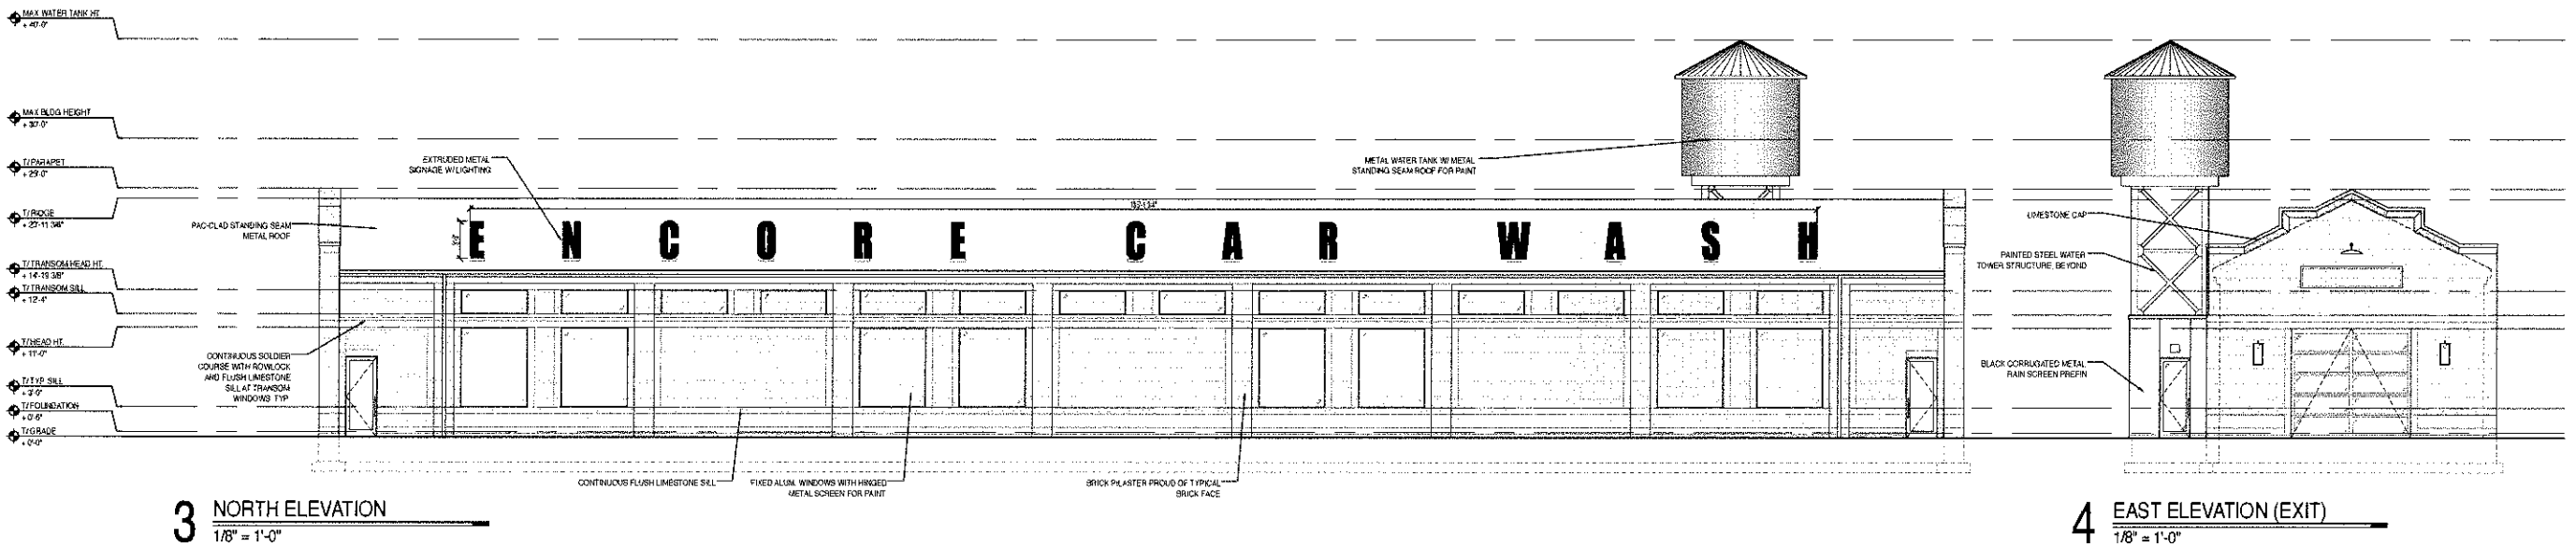 MAX WATER TANK HT
+ 40'-0"
MAX BLDG HEIGHT
+ 30'-0"
T/PARAPET
+ 25'-0"
T/RIDGE
T/TRANSOM HEAD HT.
T/TRANSOM SILL
+ 12'-4"
T/HEAD HT.
+ 11'-0"
T/TYP SILL
+ 3'-0"
T/FOUNDATION
+ 0'-6"
T/GRADE
+ 0'-0"
PAC-CLAD STANDING SEAM
METAL ROOF
EXTRUDED METAL
SIGNAGE W/LIGHTING
METAL WATER TANK W/ METAL
STANDING SEAM ROOF FOR PAINT
ENCORE CAR WASH
CONTINUOUS SOLDIER
COURSE WITH ROWLOCK
AND FLUSH LIMESTONE
SILL AT TRANSOM
WINDOWS TYP
CONTINUOUS FLUSH LIMESTONE SILL
FIXED ALUM. WINDOWS WITH HINGED
METAL SCREEN FOR PAINT
BRICK PILASTER PROUD OF TYPICAL
BRICK FACE
3 NORTH ELEVATION
1/8" = 1'-0"
LIMESTONE CAP
PAINTED STEEL WATER
TOWER STRUCTURE, BEYOND
BLACK CORRUGATED METAL
RAIN SCREEN PREFIN
4 EAST ELEVATION (EXIT)
1/8" = 1'-0"